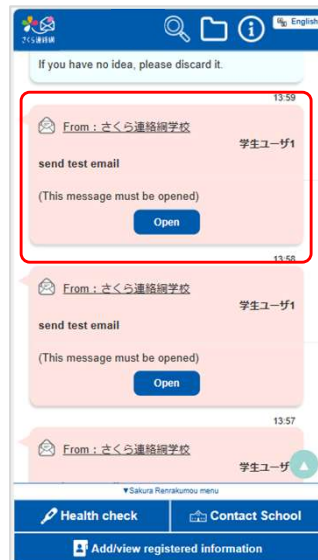 さくら連絡網
English
If you have no idea, please discard it.
13:59
From：さくら連絡網学校
学生ユーザ1
send test email
(This message must be opened)
Open
13:58
From：さくら連絡網学校
学生ユーザ1
send test email
(This message must be opened)
Open
13:57
From：さくら連絡網学校
学生ユーザ
▼Sakura Renrakumou menu
Health check
Contact School
Add/view registered information